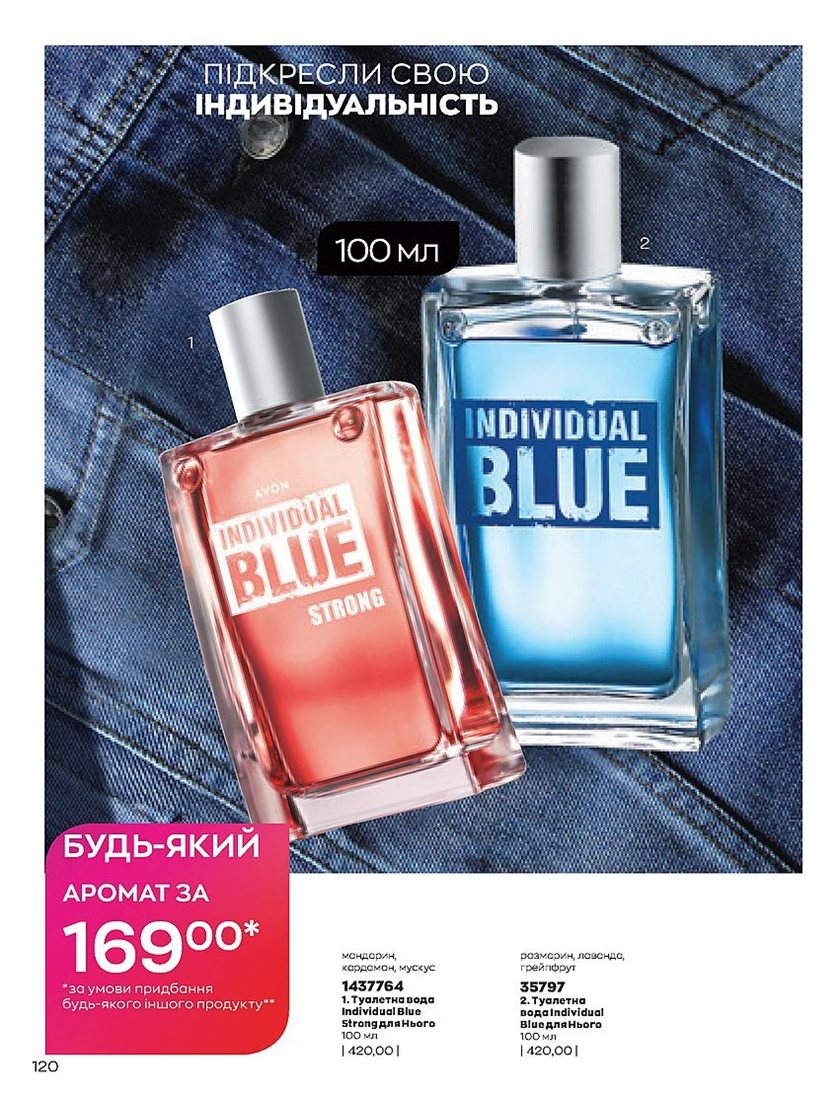 ПІДКРЕСЛИ СВОЮ
ІНДИВІДУАЛЬНІСТЬ
100 МЛ
2
1
INDIVIDUAL
BLUE
AVON
INDIVIDUAL
BLUE
STRONG
БУДЬ-ЯКИЙ
АРОМАТ ЗА
169⁰⁰*
*за умови придбання
будь-якого іншого продукту**
мандарин,
кардамон, мускус
1437764
1. Туалетна вода
Individual Blue
Strong для Нього
100 мл
| 420,00 |
розмарин, лаванда,
грейпфрут
35797
2. Туалетна
вода Individual
Blue для Нього
100 мл
| 420,00 |
120